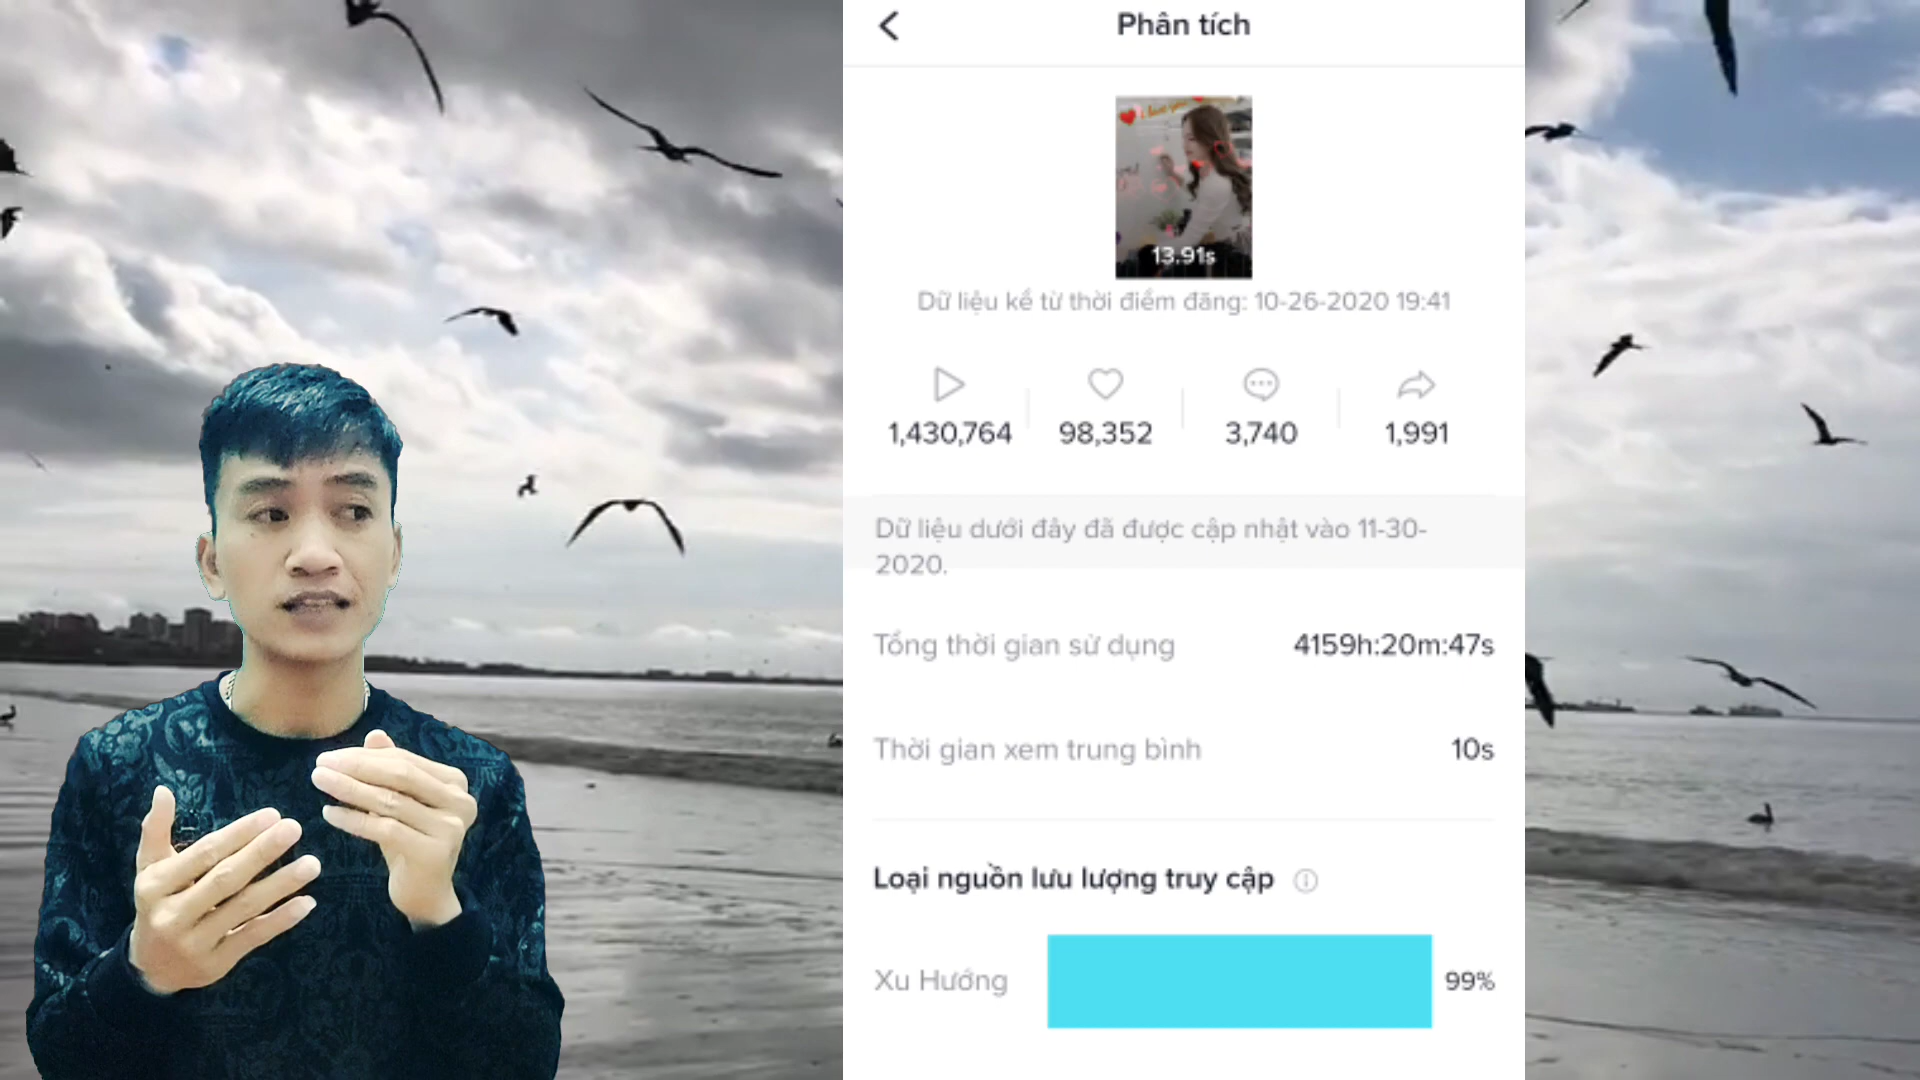 Phân tích
I love you
13.91s
Dữ liệu kể từ thời điểm đăng: 10-26-2020 19:41
1,430,764 98,352 3,740 1,991
Dữ liệu dưới đây đã được cập nhật vào 11-30-
2020.
Tổng thời gian sử dụng 4159h:20m:47s
Thời gian xem trung bình 10s
Loại nguồn lưu lượng truy cập
Xu Hướng 99%